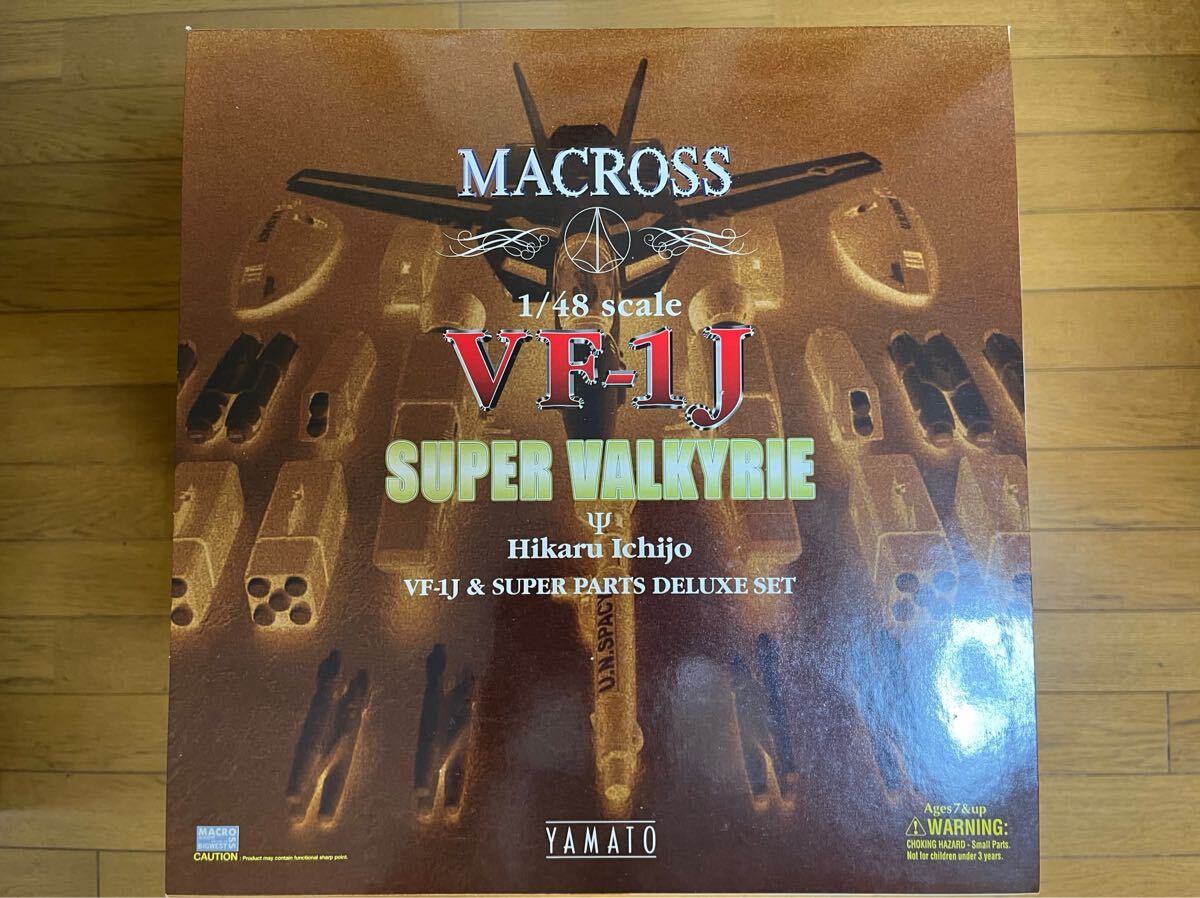 MACROSS
1/48 scale
VF-1J
SUPER VALKYRIE
Ψ
Hikaru Ichijo
VF-1J & SUPER PARTS DELUXE SET
U.N.SPACY
YAMATO
MACROSS
BIGWEST
CAUTION : Product may contain functional sharp point.
Ages 7 & up
WARNING:
CHOKING HAZARD - Small Parts.
Not for children under 3 years.